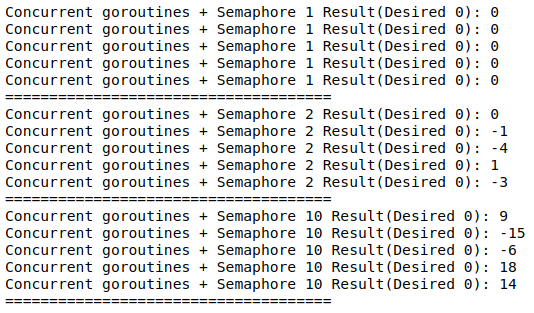 Concurrent goroutines + Semaphore 1 Result(Desired 0): 0
Concurrent goroutines + Semaphore 1 Result(Desired 0): 0
Concurrent goroutines + Semaphore 1 Result(Desired 0): 0
Concurrent goroutines + Semaphore 1 Result(Desired 0): 0
Concurrent goroutines + Semaphore 1 Result(Desired 0): 0
=====================================
Concurrent goroutines + Semaphore 2 Result(Desired 0): 0
Concurrent goroutines + Semaphore 2 Result(Desired 0): -1
Concurrent goroutines + Semaphore 2 Result(Desired 0): -4
Concurrent goroutines + Semaphore 2 Result(Desired 0): 1
Concurrent goroutines + Semaphore 2 Result(Desired 0): -3
=====================================
Concurrent goroutines + Semaphore 10 Result(Desired 0): 9
Concurrent goroutines + Semaphore 10 Result(Desired 0): -15
Concurrent goroutines + Semaphore 10 Result(Desired 0): -6
Concurrent goroutines + Semaphore 10 Result(Desired 0): 18
Concurrent goroutines + Semaphore 10 Result(Desired 0): 14
=====================================